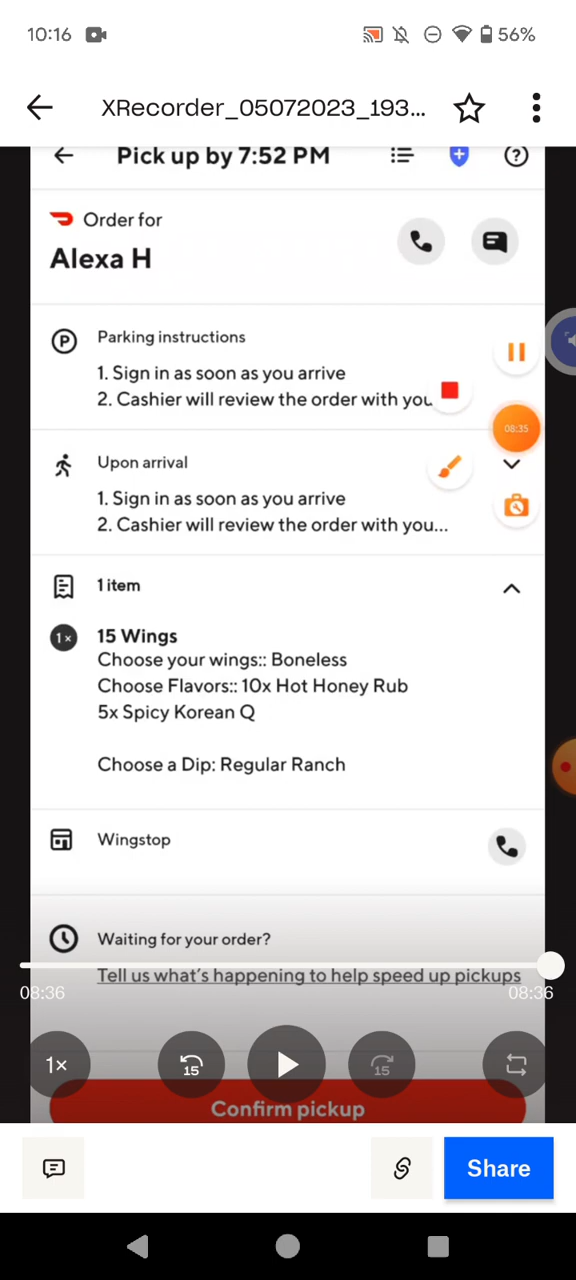 10:16
56%
XRecorder_05072023_193...
Pick up by 7:52 PM
Order for
Alexa H
Parking instructions
1. Sign in as soon as you arrive
2. Cashier will review the order with you
08:35
Upon arrival
1. Sign in as soon as you arrive
2. Cashier will review the order with you...
1 item
1×
15 Wings
Choose your wings:: Boneless
Choose Flavors:: 10x Hot Honey Rub
5x Spicy Korean Q
Choose a Dip: Regular Ranch
Wingstop
Waiting for your order?
Tell us what's happening to help speed up pickups
08:36
08:36
1×
15
15
Confirm pickup
Share